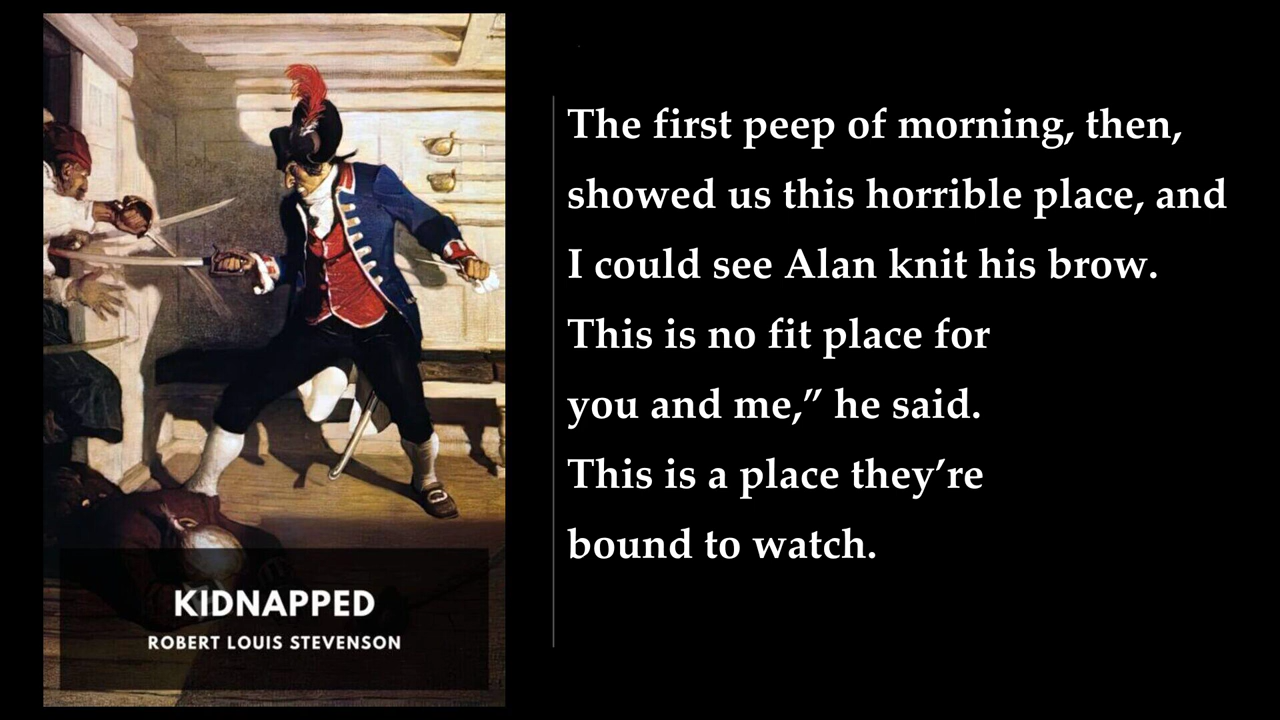 KIDNAPPED
ROBERT LOUIS STEVENSON
The first peep of morning, then,
showed us this horrible place, and
I could see Alan knit his brow.
This is no fit place for
you and me,” he said.
This is a place they’re
bound to watch.